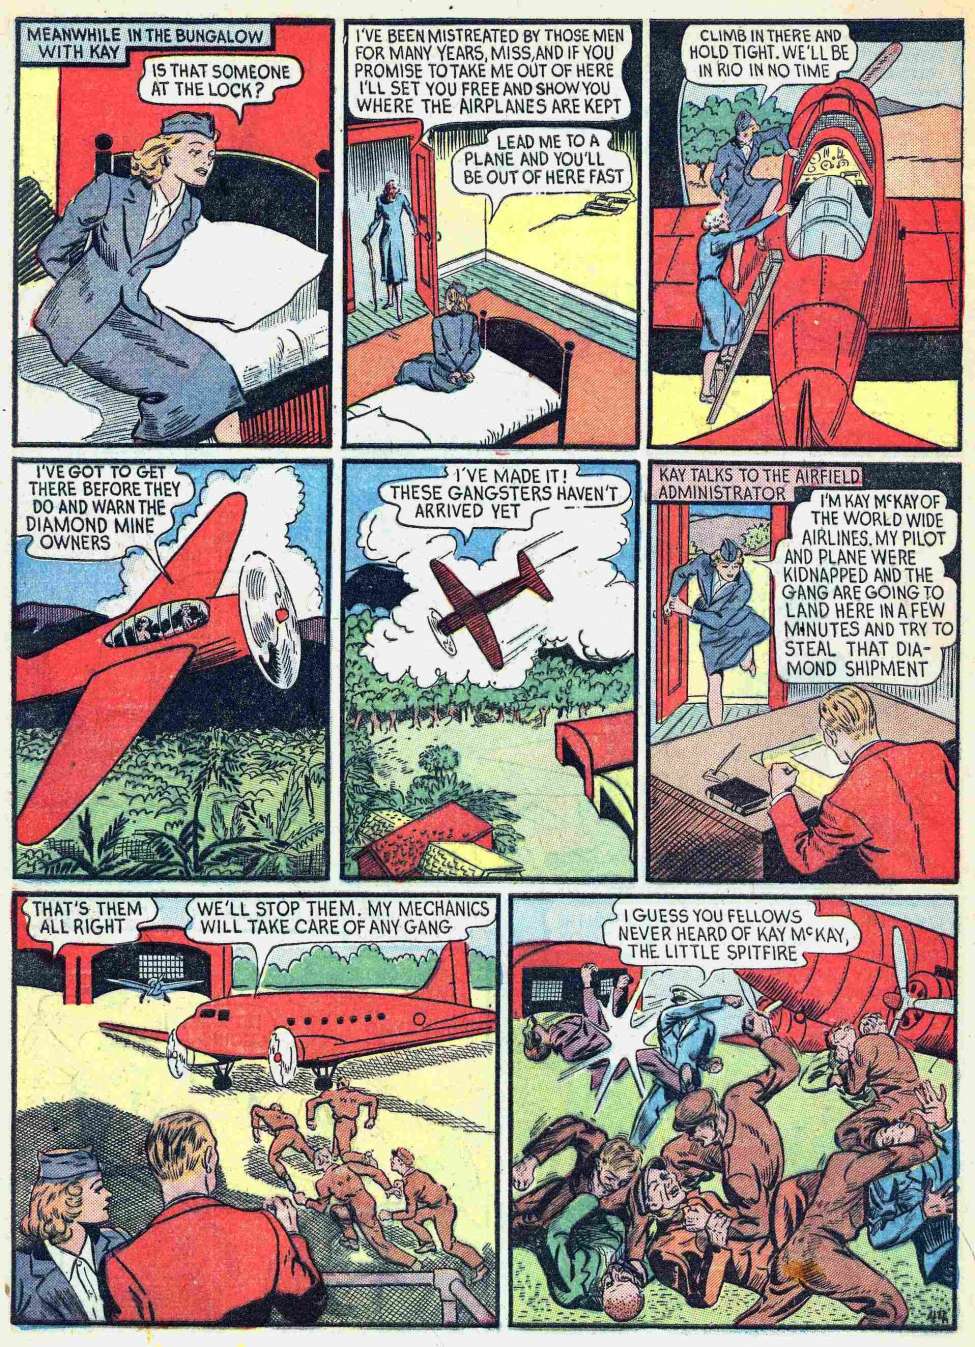 MEANWHILE IN THE BUNGALOW
WITH KAY
IS THAT SOMEONE
AT THE LOCK?
I'VE BEEN MISTREATED BY THOSE MEN
FOR MANY YEARS, MISS, AND IF YOU
PROMISE TO TAKE ME OUT OF HERE
I'LL SET YOU FREE AND SHOW YOU
WHERE THE AIRPLANES ARE KEPT
LEAD ME TO A
PLANE AND YOU'LL
BE OUT OF HERE FAST
CLIMB IN THERE AND
HOLD TIGHT. WE'LL BE
IN RIO IN NO TIME
I'VE GOT TO GET
THERE BEFORE THEY
DO AND WARN THE
DIAMOND MINE
OWNERS
I'VE MADE IT!
THESE GANGSTERS HAVEN'T
ARRIVED YET
KAY TALKS TO THE AIRFIELD
ADMINISTRATOR
I'M KAY McKAY OF
THE WORLD WIDE
AIRLINES. MY PILOT
AND PLANE WERE
KIDNAPPED AND THE
GANG ARE GOING TO
LAND HERE IN A FEW
MINUTES AND TRY TO
STEAL THAT DIA-
MOND SHIPMENT
THAT'S THEM
ALL RIGHT
WE'LL STOP THEM. MY MECHANICS
WILL TAKE CARE OF ANY GANG
I GUESS YOU FELLOWS
NEVER HEARD OF KAY McKAY,
THE LITTLE SPITFIRE